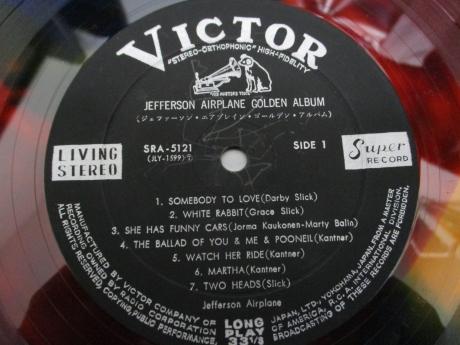 VICTOR
"STEREO-ORTHOPHONIC" HIGH-FIDELITY
"HIS MASTER'S VOICE"
JEFFERSON AIRPLANE GOLDEN ALBUM
(ジェファーソン・エアプレイン・ゴールデン・アルバム)
LIVING STEREO
SRA-5121
(JLY-1599)
SIDE 1
Super RECORD
1. SOMEBODY TO LOVE(Darby Slick)
2. WHITE RABBIT(Grace Slick)
3. SHE HAS FUNNY CARS(Jorma Kaukonen-Marty Balin)
4. THE BALLAD OF YOU & ME & POONEIL(Kantner)
5. WATCH HER RIDE(Kantner)
6. MARTHA(Kantner)
7. TWO HEADS(Slick)
Jefferson Airplane
LONG PLAY 33 1/3
MANUFACTURED BY VICTOR COMPANY OF JAPAN, LTD., YOKOHAMA, JAPAN, FROM A MASTER
RECORDING OWNED BY RADIO CORPORATION OF AMERICA, R.C.A. INTERNATIONAL DIVISION.
ALL RIGHTS RESERVED. COPYING, PUBLIC PERFORMANCE, BROADCASTING OF THESE RECORDS ARE FORBIDDEN.